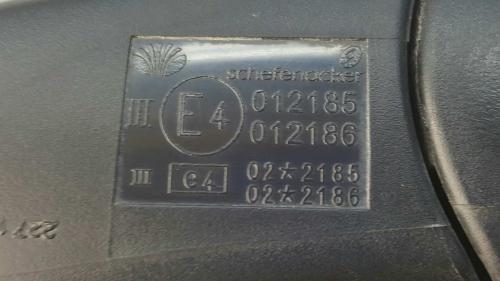 schefenacker
III E4 012185
012186
III e4 02*2185
02*2186